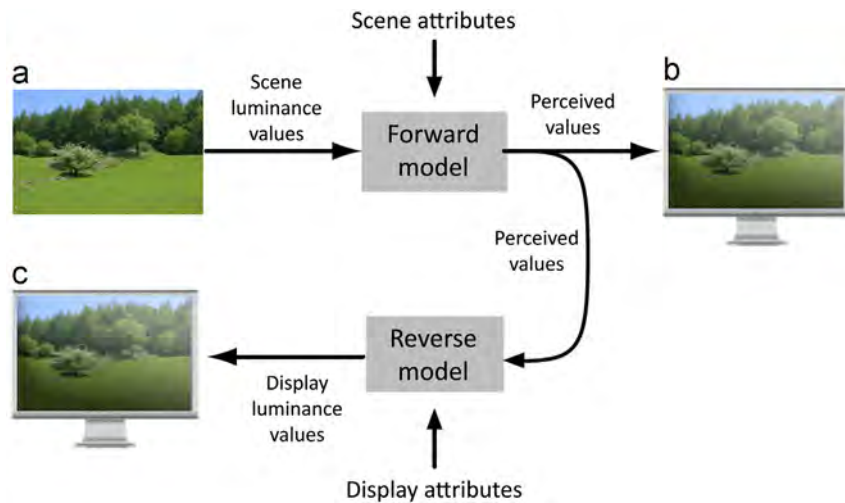 Scene attributes
a
Scene
luminance
values
Forward
model
Perceived
values
b
Perceived
values
c
Reverse
model
Display
luminance
values
Display attributes